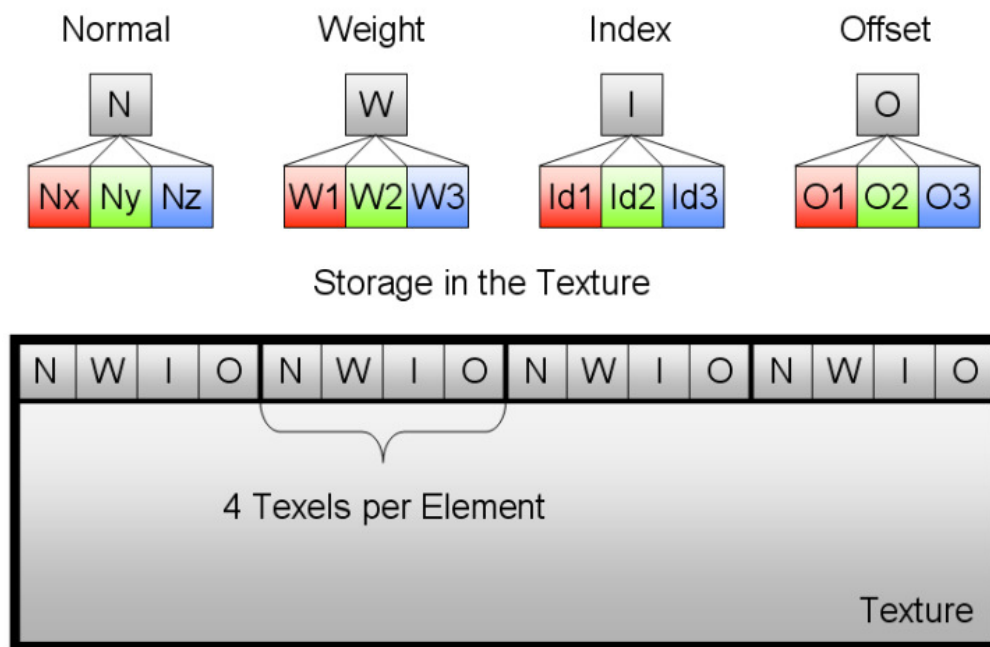 Normal Weight Index Offset
N W I O
Nx Ny Nz W1 W2 W3 Id1 Id2 Id3 O1 O2 O3
Storage in the Texture
N W I O N W I O N W I O N W I O
4 Texels per Element
Texture